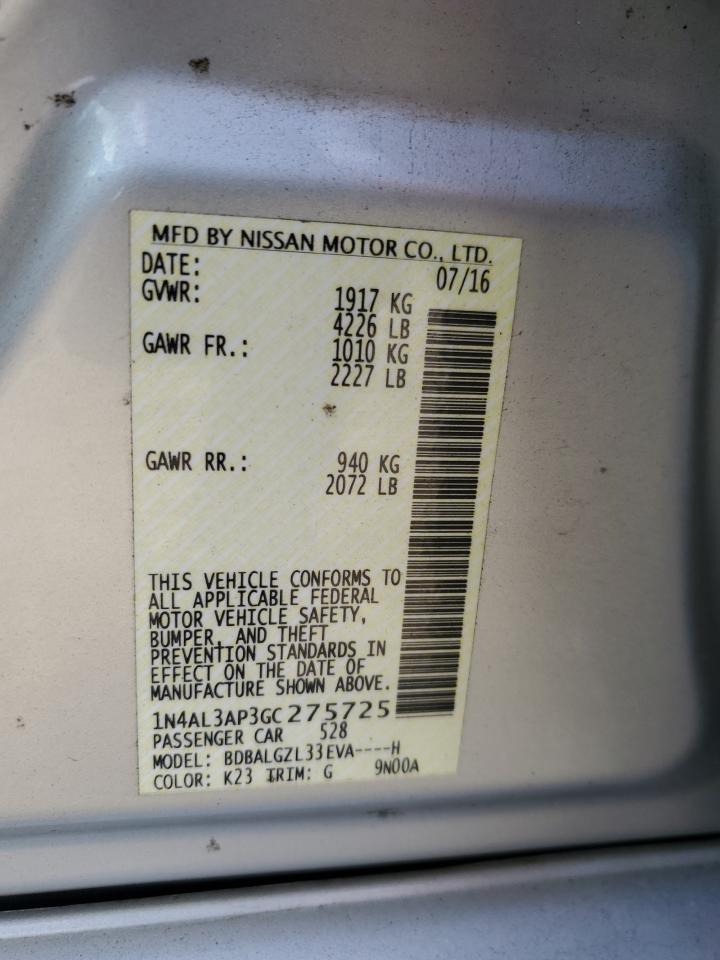 MFD BY NISSAN MOTOR CO., LTD.
DATE: 07/16
GVWR: 1917 KG
4226 LB
GAWR FR.: 1010 KG
2227 LB
GAWR RR.: 940 KG
2072 LB
THIS VEHICLE CONFORMS TO
ALL APPLICABLE FEDERAL
MOTOR VEHICLE SAFETY,
BUMPER, AND THEFT
PREVENTION STANDARDS IN
EFFECT ON THE DATE OF
MANUFACTURE SHOWN ABOVE.
1N4AL3AP3GC275725
PASSENGER CAR 528
MODEL: BDBALGZL33EVA----H
COLOR: K23 TRIM: G 9N00A